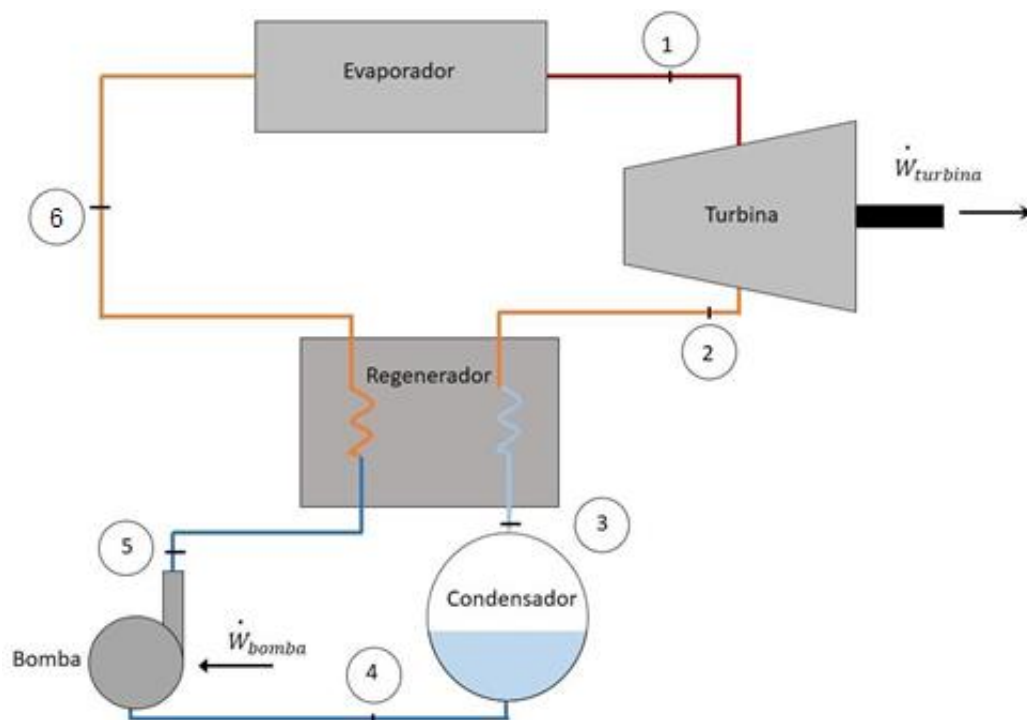 Evaporador
1
Ẇturbina
6
Turbina
2
Regenerador
3
5
Condensador
Bomba
Ẇbomba
4